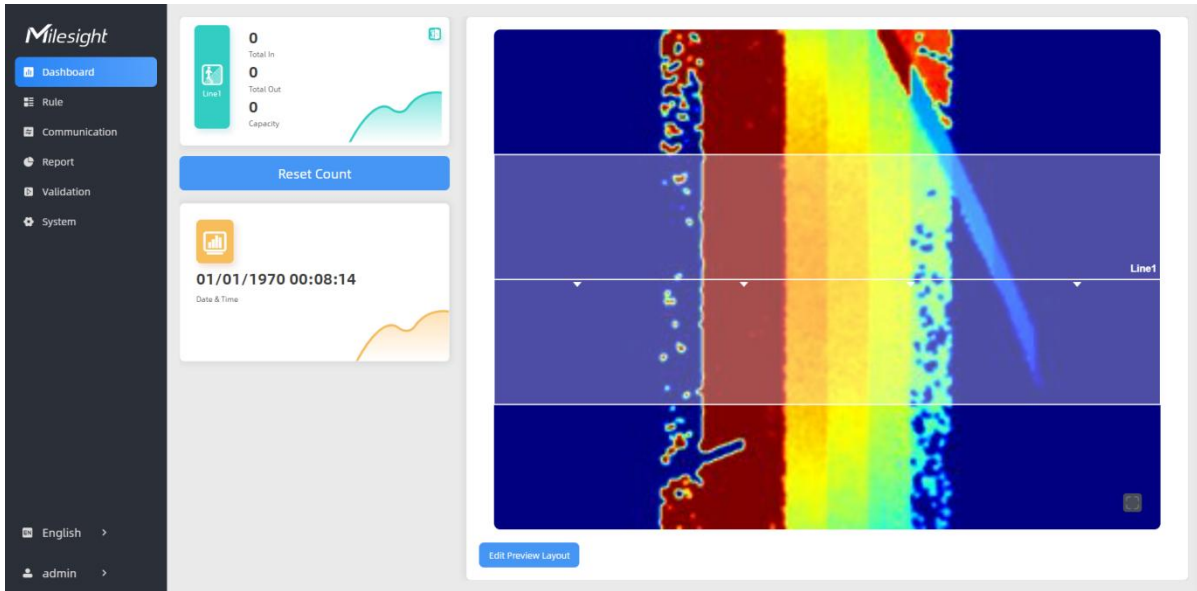 Milesight
Dashboard
Rule
Communication
Report
Validation
System
EN English >
admin >
Line1
0
Total In
0
Total Out
0
Capacity
Reset Count
01/01/1970 00:08:14
Date & Time
Line1
Edit Preview Layout